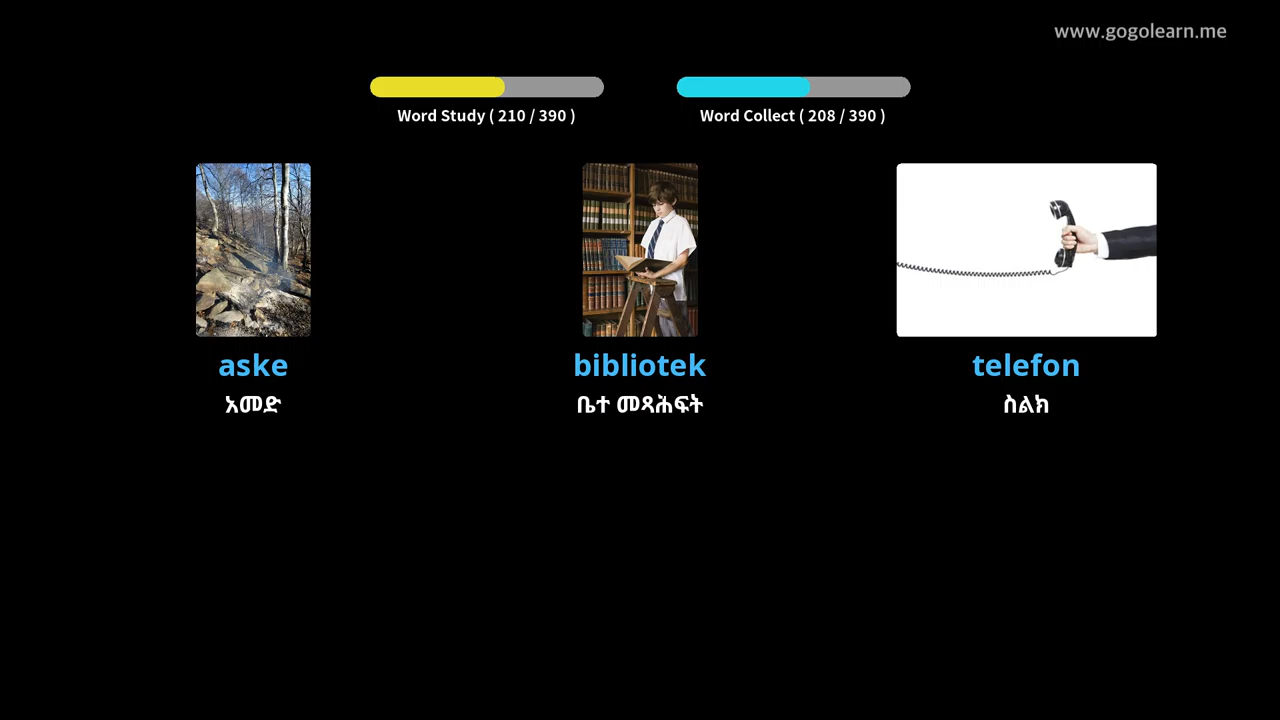 www.gogolearn.me
Word Study ( 210 / 390 )
Word Collect ( 208 / 390 )
aske
bibliotek
telefon
አመድ
ቤተ መጻሕፍት
ስልክ